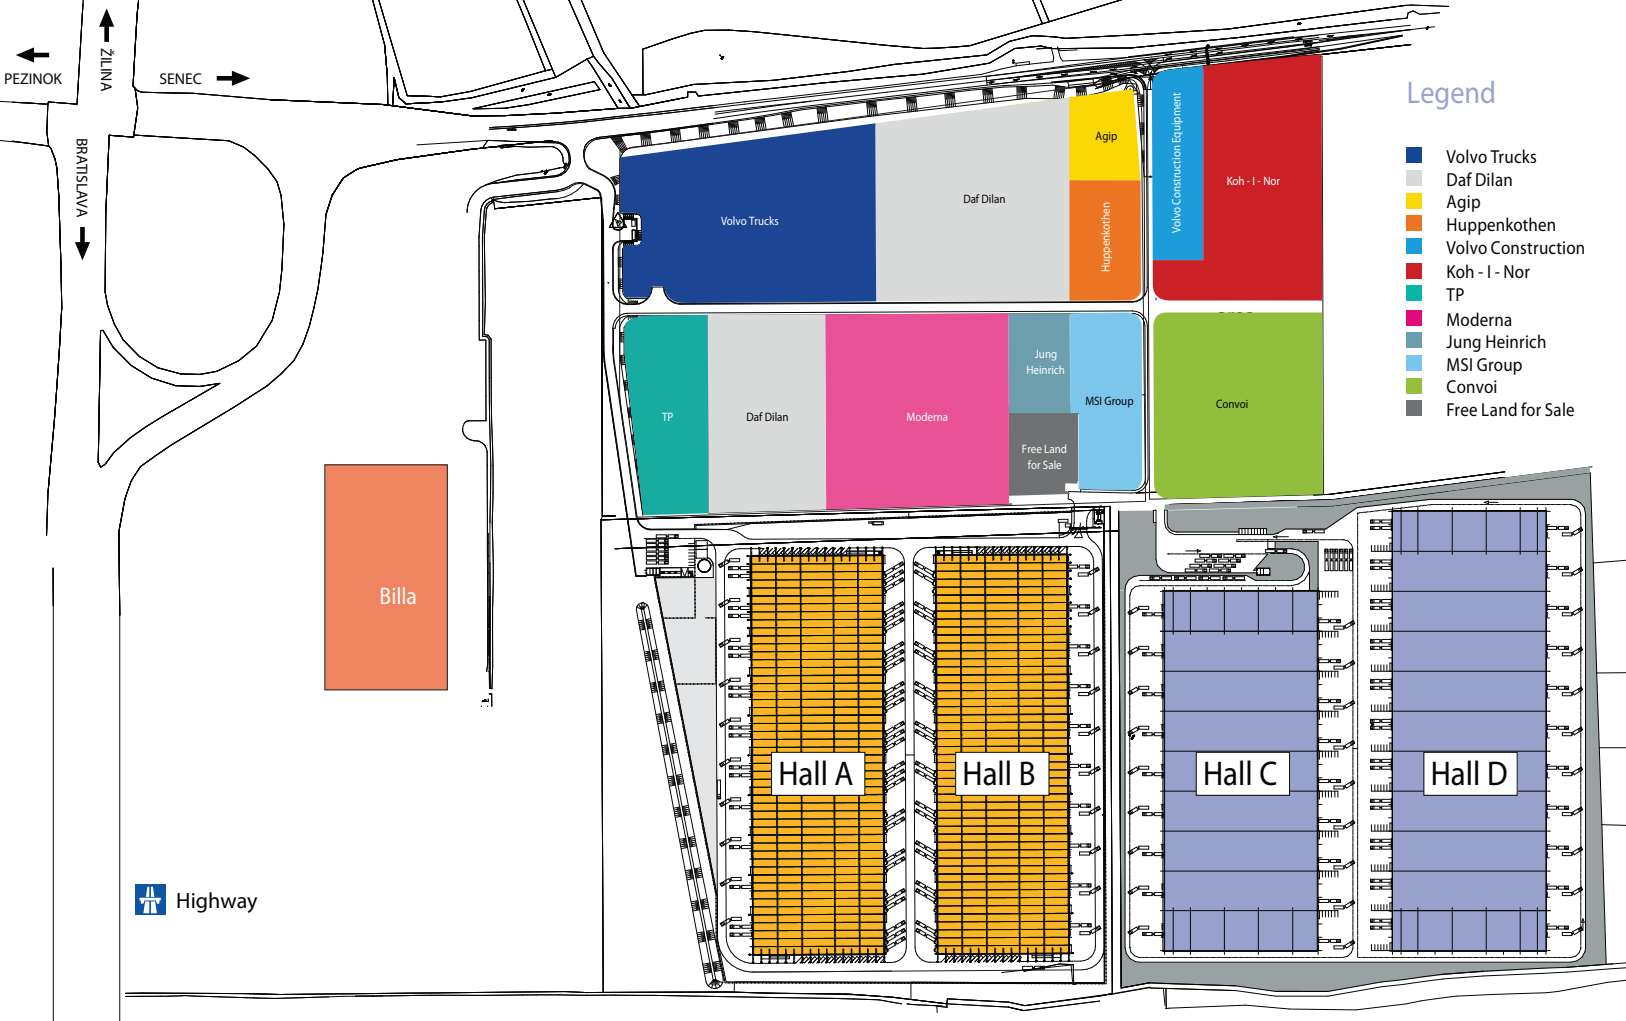 ŽILINA
PEZINOK
SENEC
BRATISLAVA
Legend
Volvo Trucks
Daf Dilan
Agip
Huppenkothen
Volvo Construction
Koh - I - Nor
TP
Moderna
Jung Heinrich
MSI Group
Convoi
Free Land for Sale
Volvo Trucks
Daf Dilan
Agip
Huppenkothen
Volvo Construction Equipment
Koh - I - Nor
TP
Daf Dilan
Moderna
Jung
Heinrich
Free Land
for Sale
MSI Group
Convoi
Billa
Hall A
Hall B
Hall C
Hall D
Highway